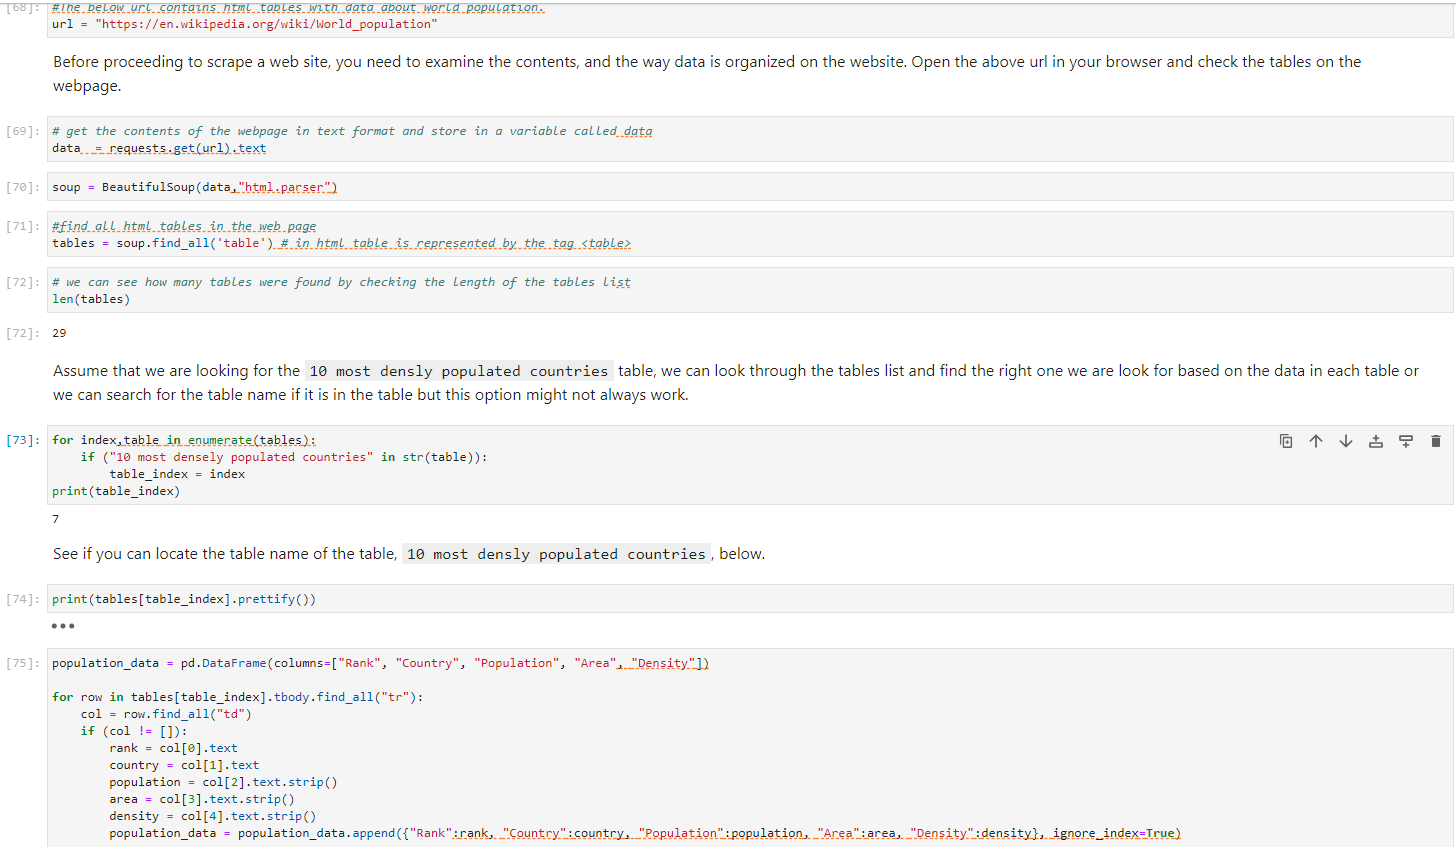 [68]: #The below url contains html tables with data about world population.
url = "https://en.wikipedia.org/wiki/World_population"
Before proceeding to scrape a web site, you need to examine the contents, and the way data is organized on the website. Open the above url in your browser and check the tables on the
webpage.
[69]: # get the contents of the webpage in text format and store in a variable called data
data  = requests.get(url).text
[70]: soup = BeautifulSoup(data,"html.parser")
[71]: #find all html tables in the web page
tables = soup.find_all('table') # in html table is represented by the tag <table>
[72]: # we can see how many tables were found by checking the length of the tables list
len(tables)
[72]: 29
Assume that we are looking for the 10 most densly populated countries table, we can look through the tables list and find the right one we are look for based on the data in each table or
we can search for the table name if it is in the table but this option might not always work.
[73]: for index,table in enumerate(tables):
    if ("10 most densely populated countries" in str(table)):
        table_index = index
print(table_index)
7
See if you can locate the table name of the table, 10 most densly populated countries, below.
[74]: print(tables[table_index].prettify())
[75]: population_data = pd.DataFrame(columns=["Rank", "Country", "Population", "Area", "Density"])
for row in tables[table_index].tbody.find_all("tr"):
    col = row.find_all("td")
    if (col != []):
        rank = col[0].text
        country = col[1].text
        population = col[2].text.strip()
        area = col[3].text.strip()
        density = col[4].text.strip()
        population_data = population_data.append({"Rank":rank, "Country":country, "Population":population, "Area":area, "Density":density}, ignore_index=True)